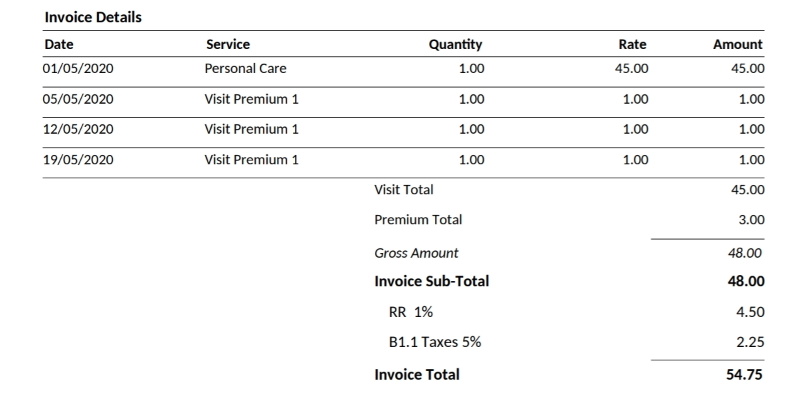 Invoice Details
Date Service Quantity Rate Amount
01/05/2020 Personal Care 1.00 45.00 45.00
05/05/2020 Visit Premium 1 1.00 1.00 1.00
12/05/2020 Visit Premium 1 1.00 1.00 1.00
19/05/2020 Visit Premium 1 1.00 1.00 1.00
Visit Total 45.00
Premium Total 3.00
Gross Amount 48.00
Invoice Sub-Total 48.00
RR 1% 4.50
B1.1 Taxes 5% 2.25
Invoice Total 54.75